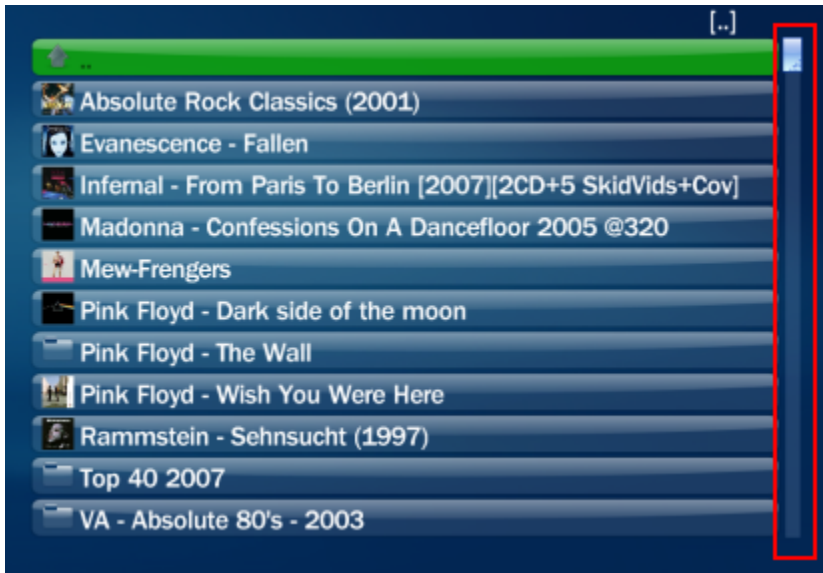 [..]
..
Absolute Rock Classics (2001)
Evanescence - Fallen
Infernal - From Paris To Berlin [2007][2CD+5 SkidVids+Cov]
Madonna - Confessions On A Dancefloor 2005 @320
Mew-Frengers
Pink Floyd - Dark side of the moon
Pink Floyd - The Wall
Pink Floyd - Wish You Were Here
Rammstein - Sehnsucht (1997)
Top 40 2007
VA - Absolute 80's - 2003